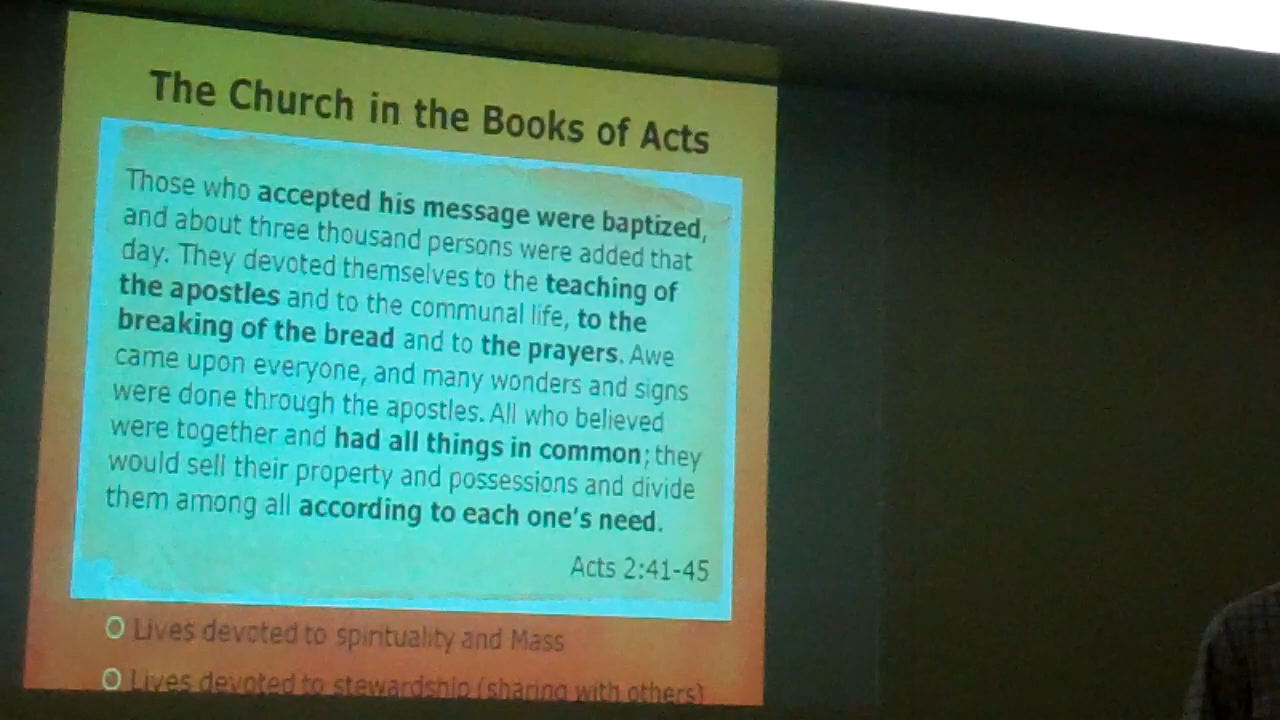 The Church in the Books of Acts
Those who accepted his message were baptized,
and about three thousand persons were added that
day. They devoted themselves to the teaching of
the apostles and to the communal life, to the
breaking of the bread and to the prayers. Awe
came upon everyone, and many wonders and signs
were done through the apostles. All who believed
were together and had all things in common; they
would sell their property and possessions and divide
them among all according to each one's need.
Acts 2:41-45
Lives devoted to spirituality and Mass
Lives devoted to stewardship (sharing with others)